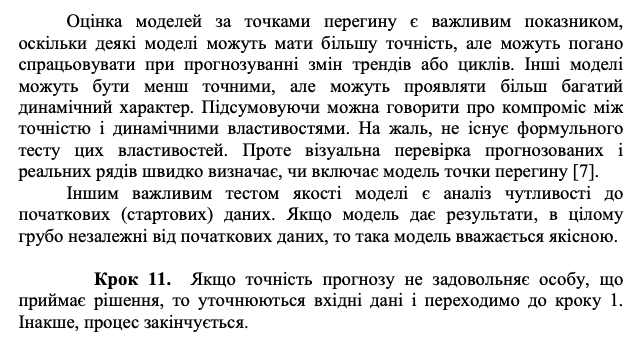 Оцінка моделей за точками перегину є важливим показником,
оскільки деякі моделі можуть мати більшу точність, але можуть погано
спрацьовувати при прогнозуванні змін трендів або циклів. Інші моделі
можуть бути менш точними, але можуть проявляти більш багатий
динамічний характер. Підсумовуючи можна говорити про компроміс між
точністю і динамічними властивостями. На жаль, не існує формульного
тесту цих властивостей. Проте візуальна перевірка прогнозованих і
реальних рядів швидко визначає, чи включає модель точки перегину [7].
Іншим важливим тестом якості моделі є аналіз чутливості до
початкових (стартових) даних. Якщо модель дає результати, в цілому
грубо незалежні від початкових даних, то така модель вважається якісною.
Крок 11. Якщо точність прогнозу не задовольняє особу, що
приймає рішення, то уточнюються вхідні дані і переходимо до кроку 1.
Інакше, процес закінчується.